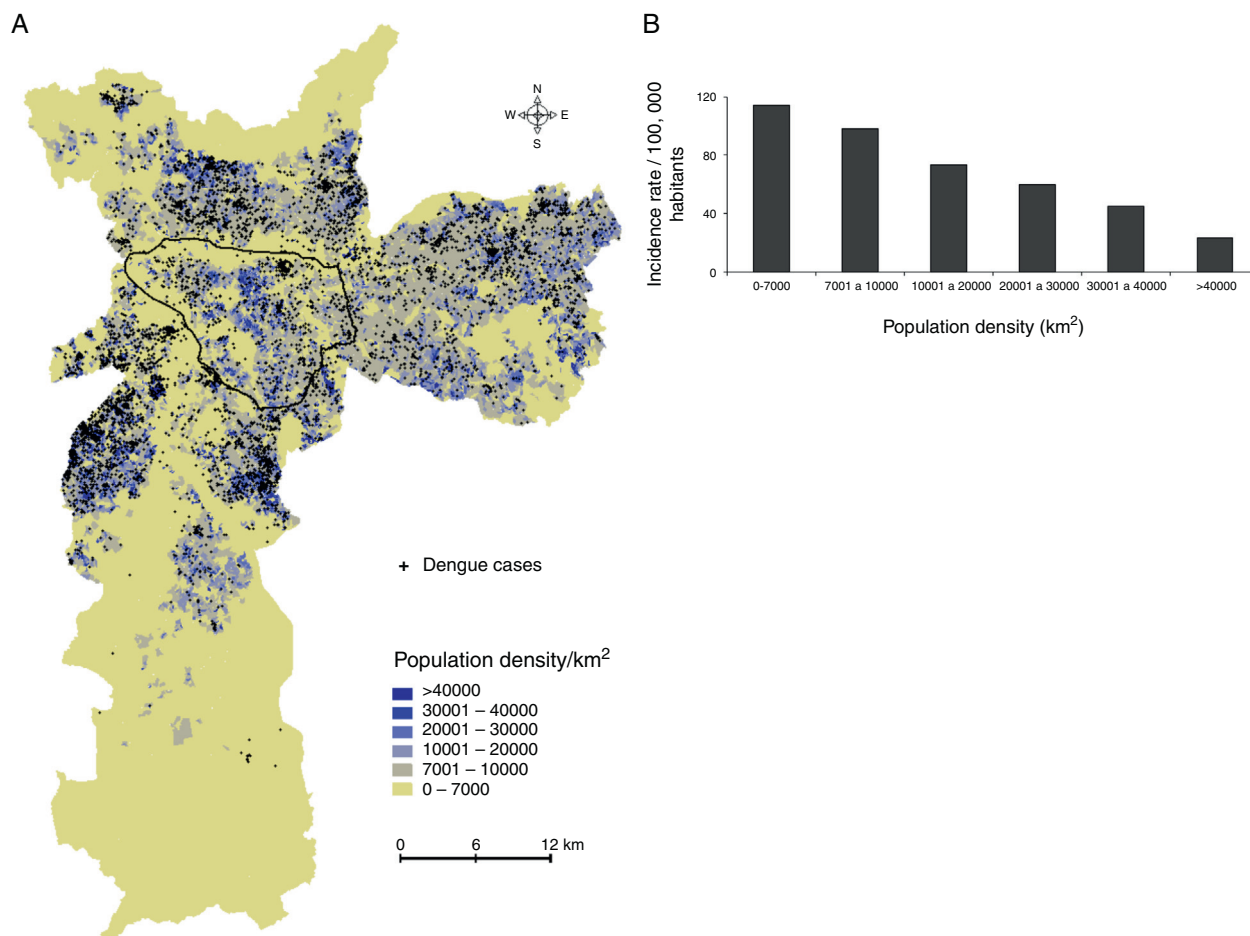 A
N
W E
S
+ Dengue cases
Population density/km²
>40000
30001 – 40000
20001 – 30000
10001 – 20000
7001 – 10000
0 – 7000
0 6 12 km
B
Incidence rate / 100, 000
habitants
120
80
40
0
0-7000 7001 a 10000 10001 a 20000 20001 a 30000 30001 a 40000 >40000
Population density (km²)